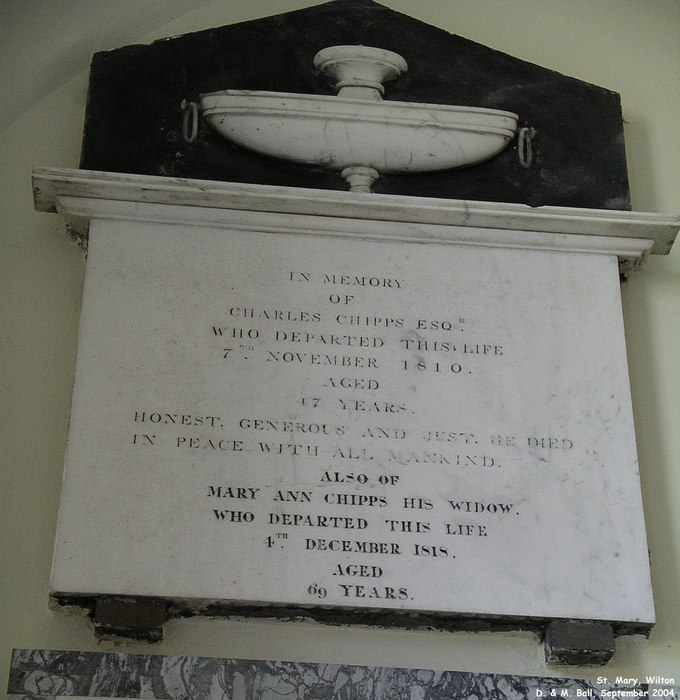 IN MEMORY
OF
CHARLES CHIPPS ESQR.
WHO DEPARTED THIS LIFE
7TH. NOVEMBER 1810.
AGED
47 YEARS.
HONEST, GENEROUS AND JUST, HE DIED
IN PEACE WITH ALL MANKIND.
ALSO OF
MARY ANN CHIPPS HIS WIDOW.
WHO DEPARTED THIS LIFE
4TH. DECEMBER 1818.
AGED
69 YEARS.
St. Mary, Wilton
D. & M. Ball, September 2004